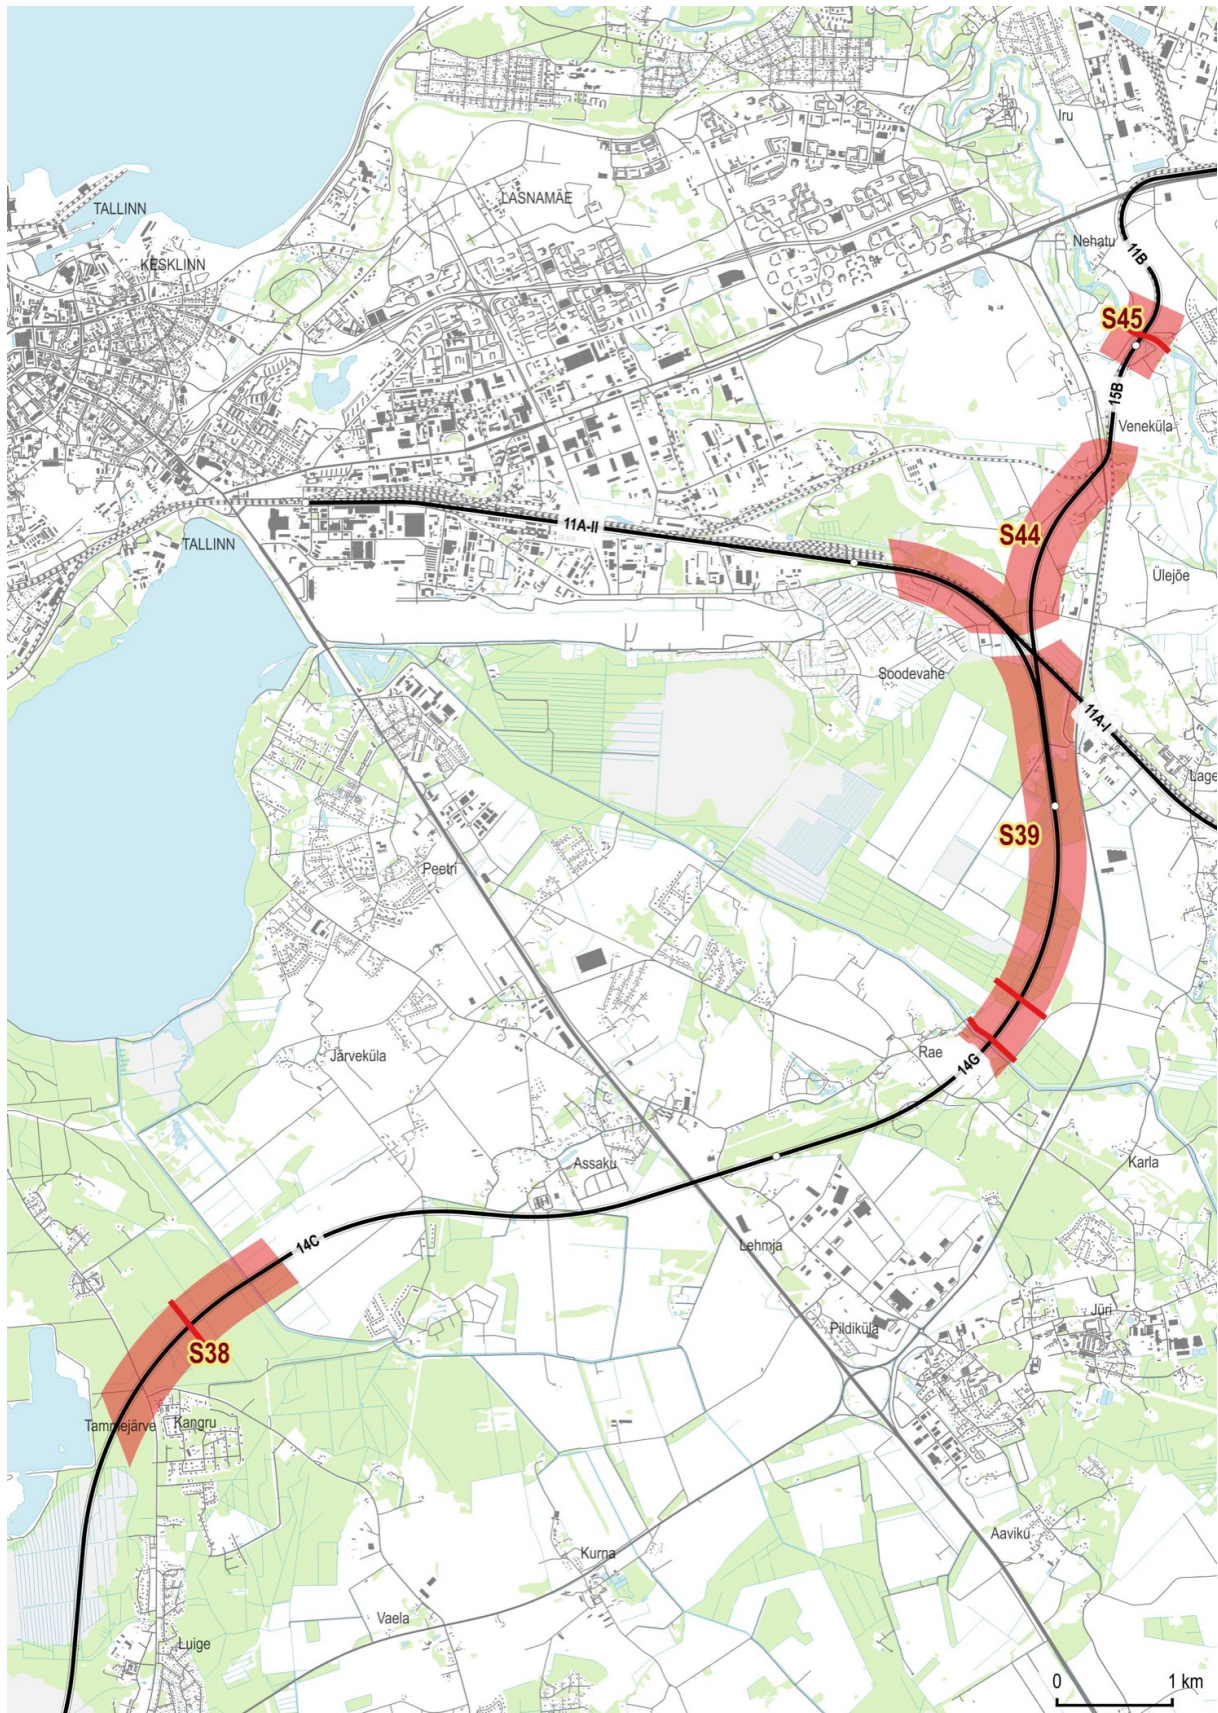 Iru
LASNAMÄE
TALLINN
Nehatu
11B
KESKLINN
S45
15B
Veneküla
11A-II
S44
TALLINN
Ülejõe
Soodevahe
11A-I
Lage
S39
Peetri
Järveküla
Rae
14G
Assaku
Karla
14C
Lehmja
Jüri
Pildiküla
S38
Tammejärve
Kangru
Aaviku
Kurna
Vaela
Luige
0 1 km